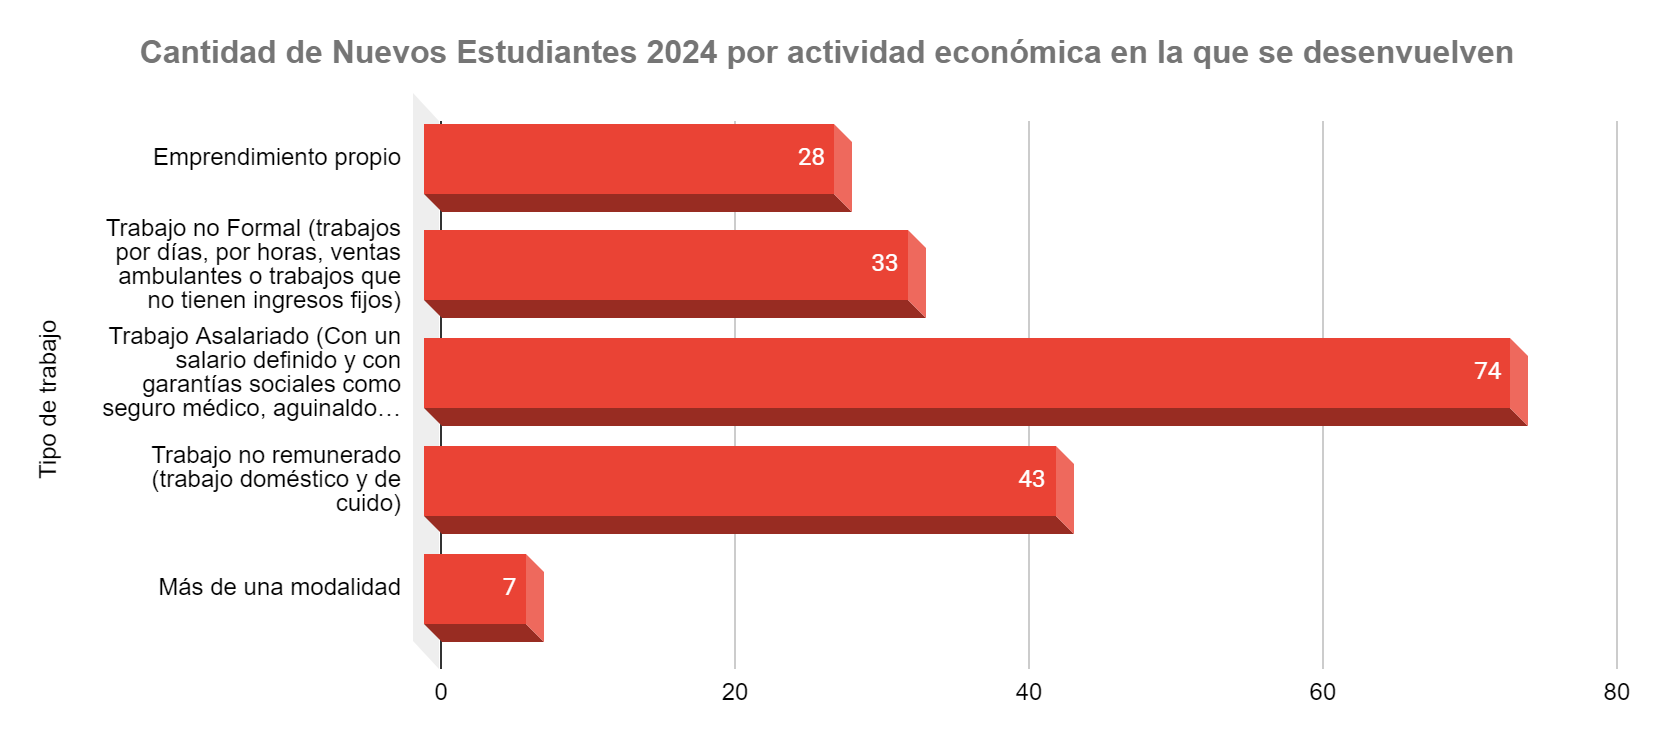 Cantidad de Nuevos Estudiantes 2024 por actividad económica en la que se desenvuelven
Tipo de trabajo
Emprendimiento propio
28
Trabajo no Formal (trabajos
por días, por horas, ventas
ambulantes o trabajos que
no tienen ingresos fijos)
33
Trabajo Asalariado (Con un
salario definido y con
garantías sociales como
seguro médico, aguinaldo…
74
Trabajo no remunerado
(trabajo doméstico y de
cuido)
43
Más de una modalidad
7
0 20 40 60 80